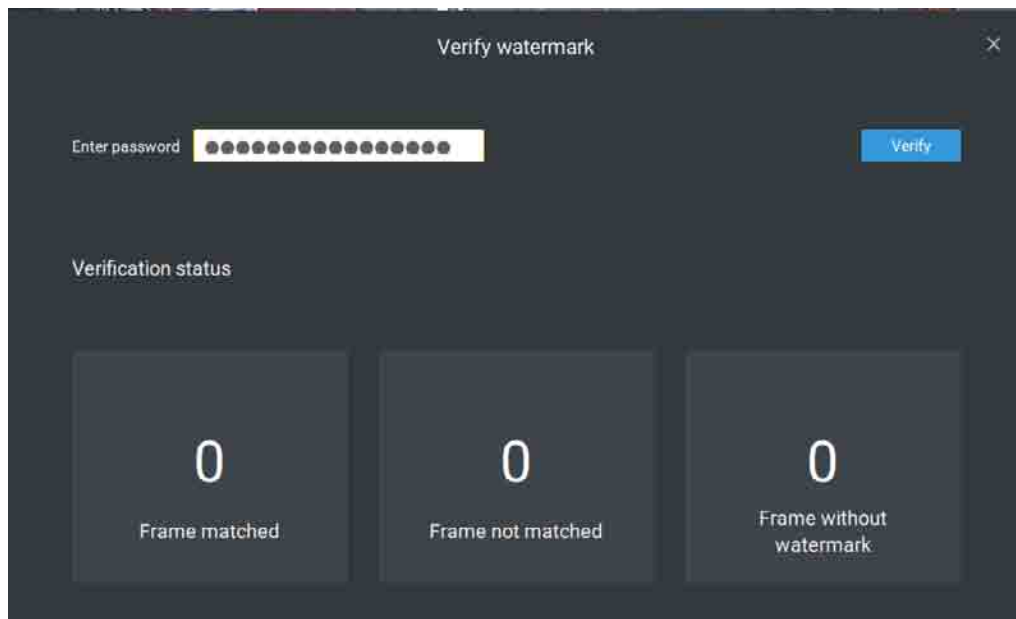 Verify watermark
Enter password ●●●●●●●●●●●●●●●● Verify
Verification status
0 0 0
Frame matched Frame not matched Frame without
watermark